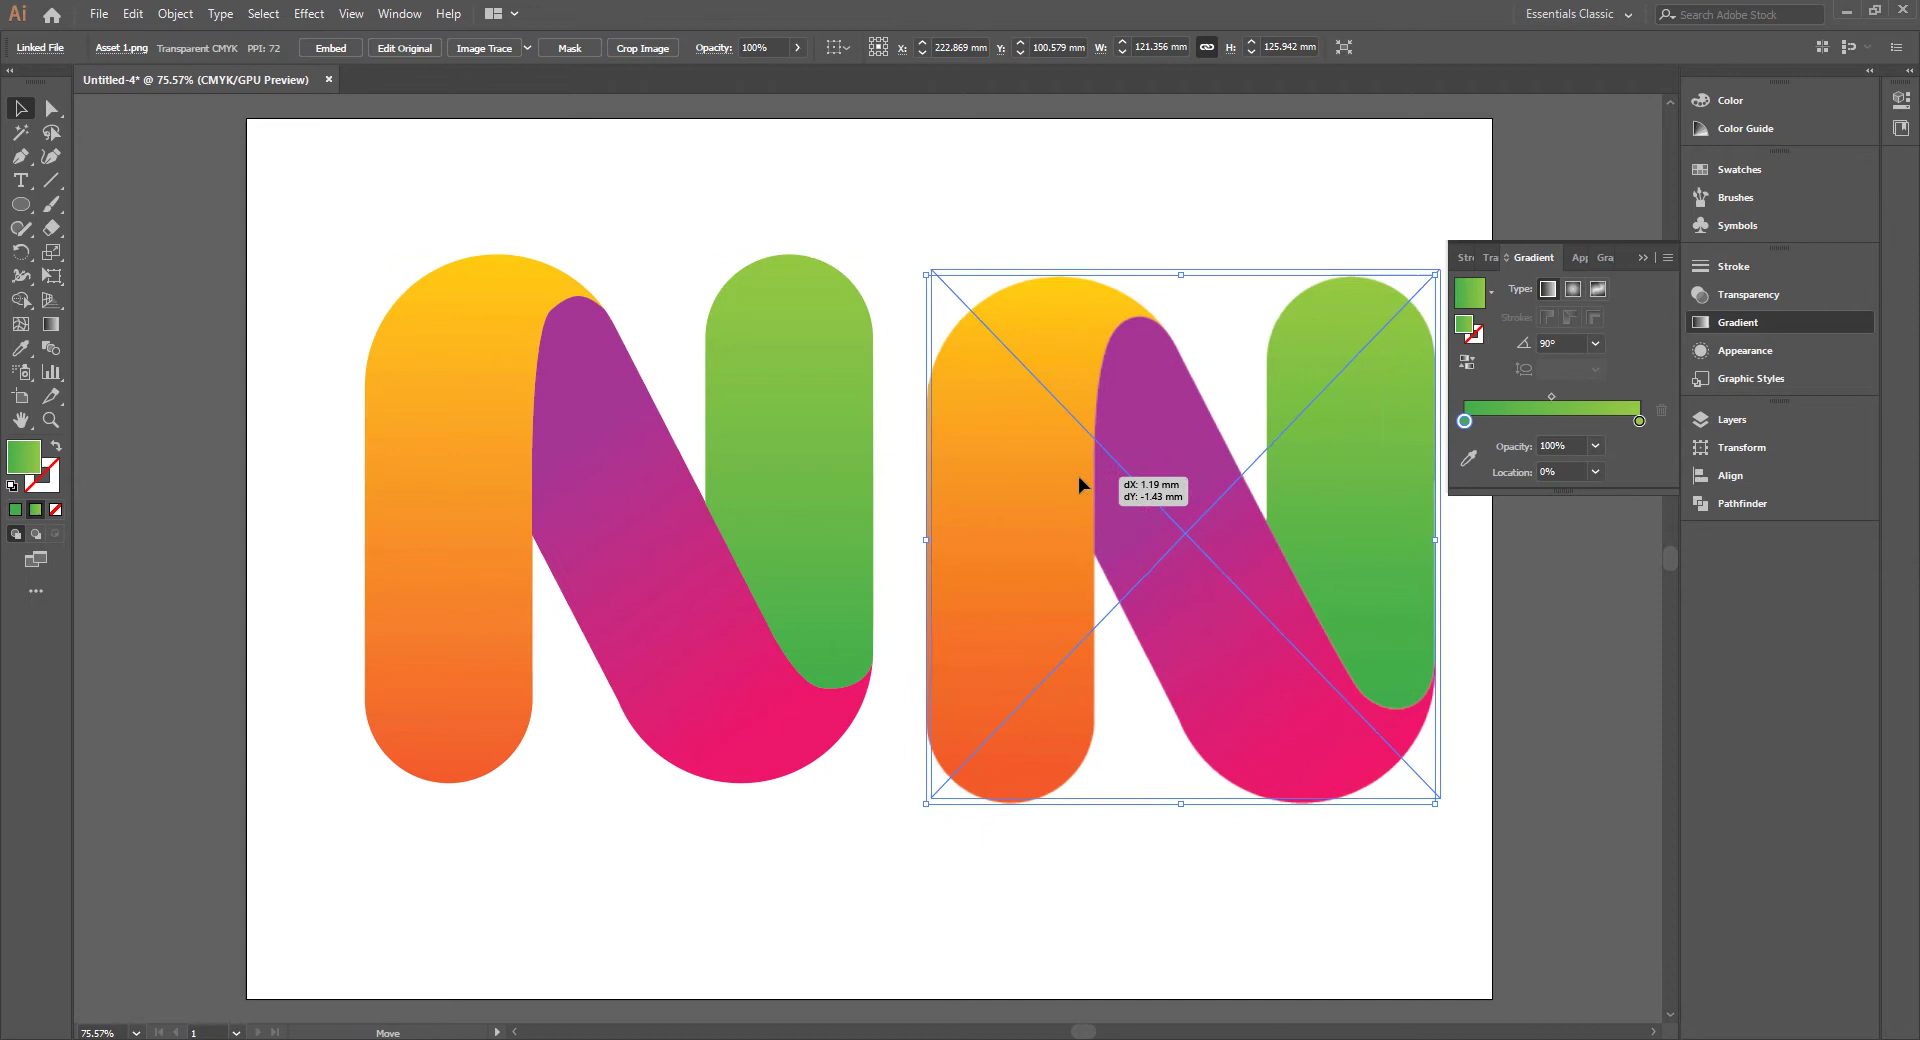 Ai File Edit Object Type Select Effect View Window Help Essentials Classic Search Adobe Stock
Linked File Asset 1.png Transparent CMYK PPI: 72 Embed Edit Original Image Trace Mask Crop Image Opacity: 100% X: 222.869 mm Y: 100.579 mm W: 121.356 mm H: 125.942 mm
Untitled-4* @ 75.57% (CMYK/GPU Preview)
Color
Color Guide
Swatches
Brushes
Symbols
Stroke
Transparency
Gradient
Appearance
Graphic Styles
Layers
Transform
Align
Pathfinder
Str Tra Gradient App Gra
Type:
Stroke:
90°
Opacity: 100%
Location: 0%
dX: 1.19 mm
dY: -1.43 mm
75.57% 1 Move